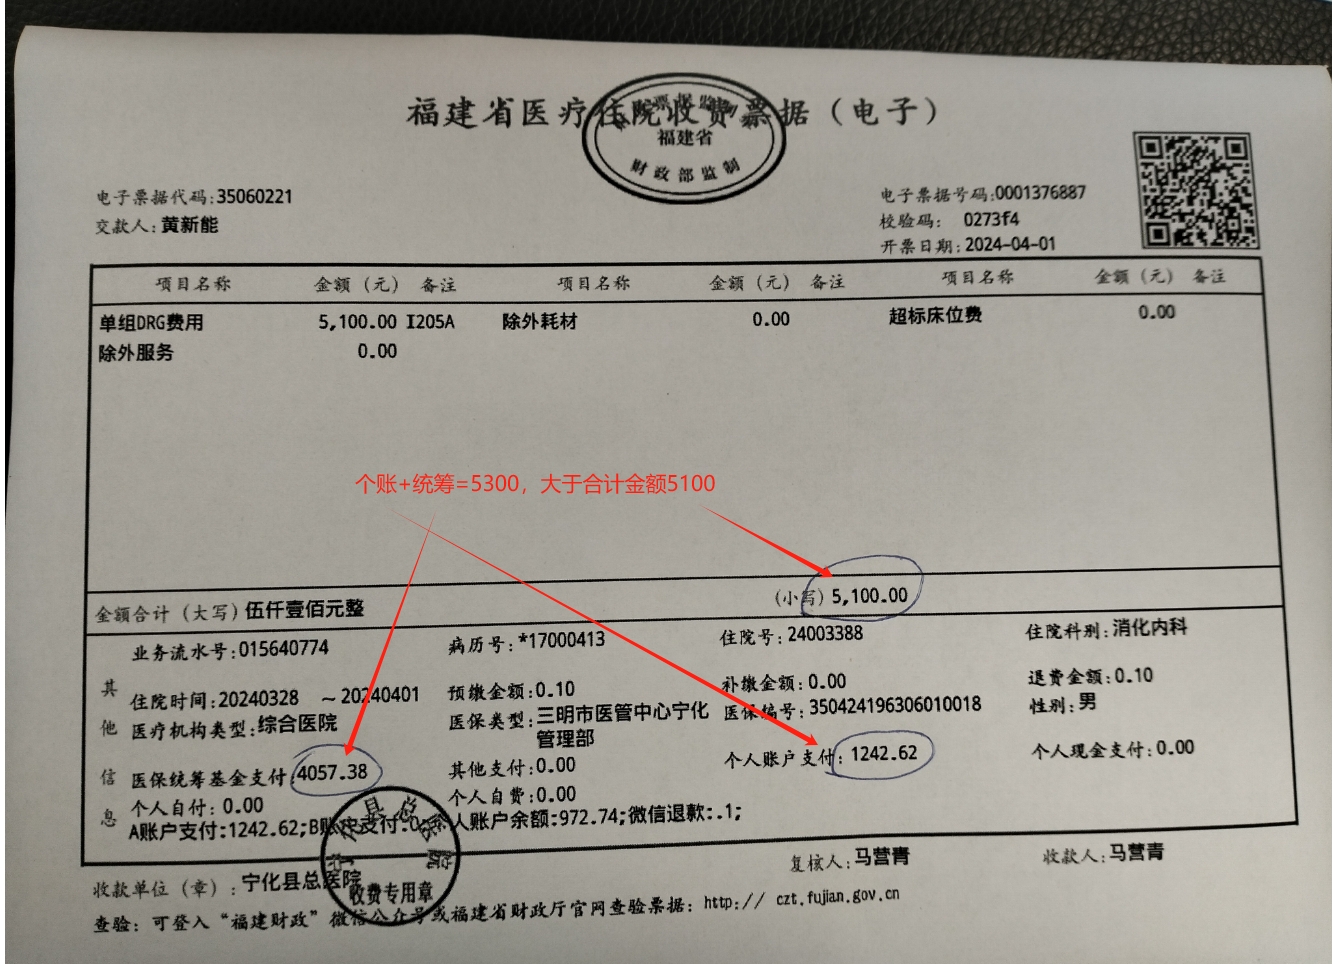 福建省医疗住院收费票据（电子）
福建省
财政部监制
电子票据代码:35060221
交款人:黄新能
电子票据号码:0001376887
校验码: 0273f4
开票日期:2024-04-01
项目名称 金额（元） 备注 项目名称 金额（元） 备注 项目名称 金额（元） 备注
单组DRG费用 5,100.00 I205A 除外耗材 0.00 超标床位费 0.00
除外服务 0.00
个账+统筹=5300，大于合计金额5100
金额合计（大写）伍仟壹佰元整 （小写）5,100.00
其他信息
业务流水号:015640774 病历号:*17000413 住院号:24003388 住院科别:消化内科
住院时间:20240328 ～20240401 预缴金额:0.10 补缴金额:0.00 退费金额:0.10
医疗机构类型:综合医院 医保类型:三明市医管中心宁化管理部 医保编号:350424196306010018 性别:男
医保统筹基金支付:4057.38 其他支付:0.00 个人账户支付:1242.62 个人现金支付:0.00
个人自付:0.00 个人自费:0.00
A账户支付:1242.62;B账户支付:0 人账户余额:972.74;微信退款:.1;
宁化县总医院
收费专用章
收款单位（章）:宁化县总医院 复核人:马营青 收款人:马营青
查验: 可登入“福建财政”微信公众号或福建省财政厅官网查验票据: http:// czt.fujian.gov.cn